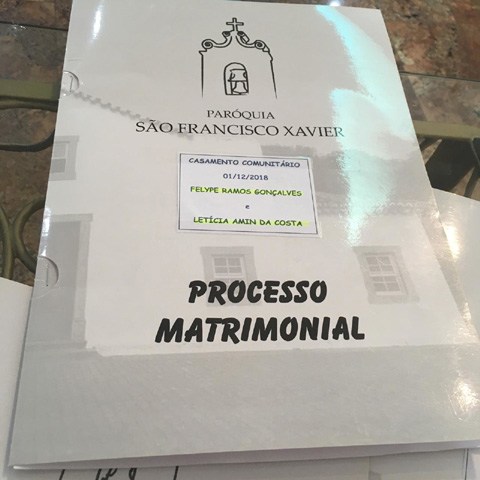 PARÓQUIA
SÃO FRANCISCO XAVIER
CASAMENTO COMUNITÁRIO
01/12/2018
FELYPE RAMOS GONÇALVES
e
LETÍCIA AMIN DA COSTA
PROCESSO
MATRIMONIAL